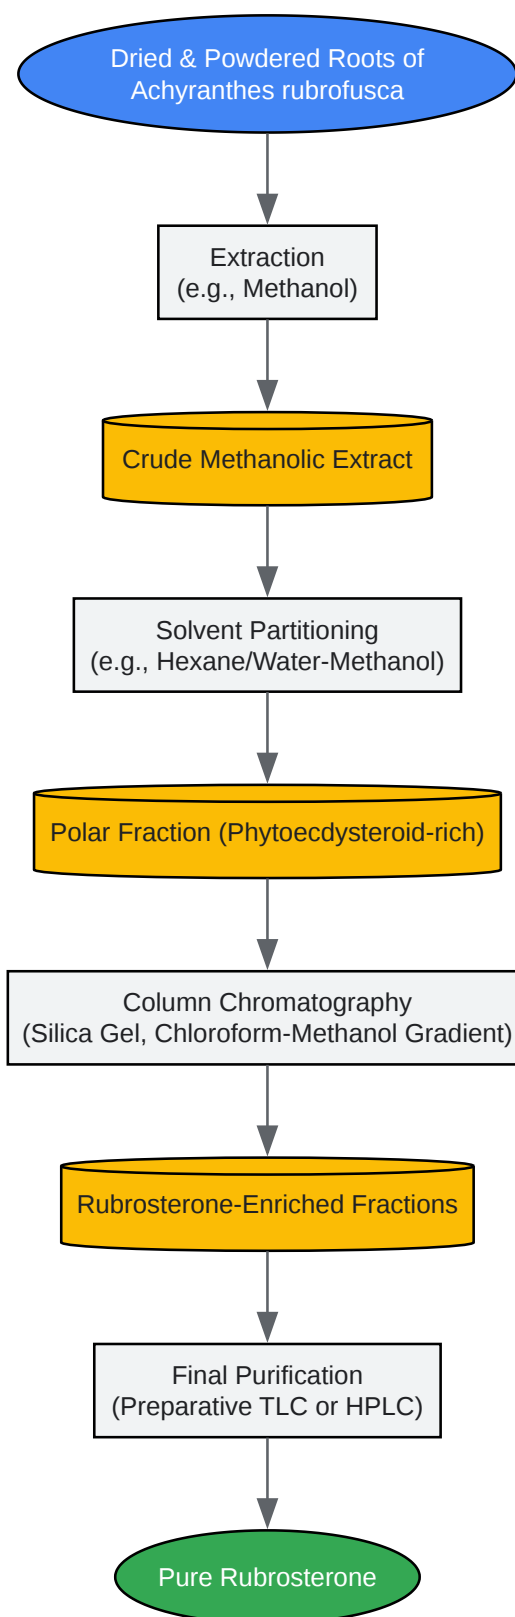 Dried & Powdered Roots of
Achyranthes rubrofusca
Extraction
(e.g., Methanol)
Crude Methanolic Extract
Solvent Partitioning
(e.g., Hexane/Water-Methanol)
Polar Fraction (Phytoecdysteroid-rich)
Column Chromatography
(Silica Gel, Chloroform-Methanol Gradient)
Rubrosterone-Enriched Fractions
Final Purification
(Preparative TLC or HPLC)
Pure Rubrosterone